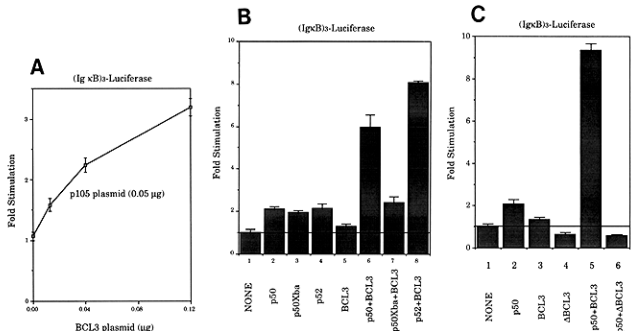 A
(Ig κB)3-Luciferase
Fold Stimulation
3
2
1
0
p105 plasmid (0.05 µg)
0.00
0.04
0.08
0.12
BCL3 plasmid (µg)
B
(IgκB)3-Luciferase
Fold Stimulation
10
8
6
4
2
0
1 2 3 4 5 6 7 8
NONE
p50
p50Xba
p52
BCL3
p50+BCL3
p50Xba+BCL3
p52+BCL3
C
(IgκB)3-Luciferase
Fold Stimulation
10
8
6
4
2
0
1 2 3 4 5 6
NONE
p50
BCL3
ΔBCL3
p50+BCL3
p50+ΔBCL3